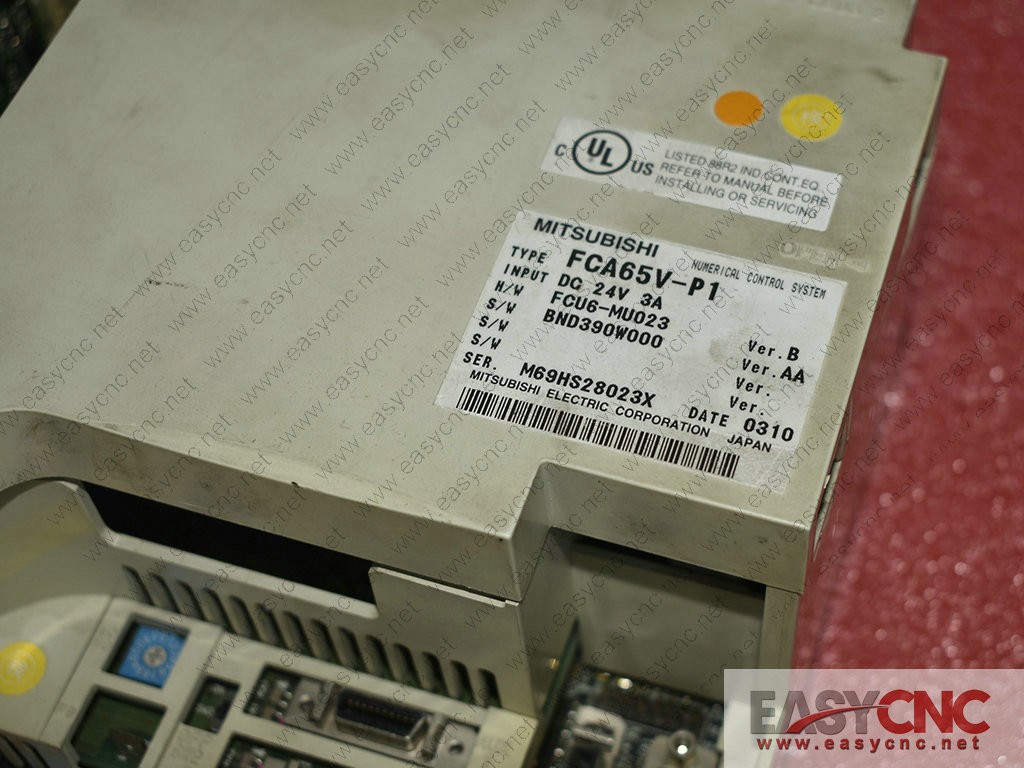 c UL US
LISTED 88R2 IND.CONT.EQ
REFER TO MANUAL BEFORE
INSTALLING OR SERVICING
MITSUBISHI NUMERICAL CONTROL SYSTEM
TYPE FCA65V-P1
INPUT DC 24V 3A
H/W FCU6-MU023 Ver.B
S/W BND390W000 Ver.AA
S/W Ver.
S/W Ver.
SER. M69HS28023X DATE 0310
MITSUBISHI ELECTRIC CORPORATION JAPAN
EASYCNC
www.easycnc.net